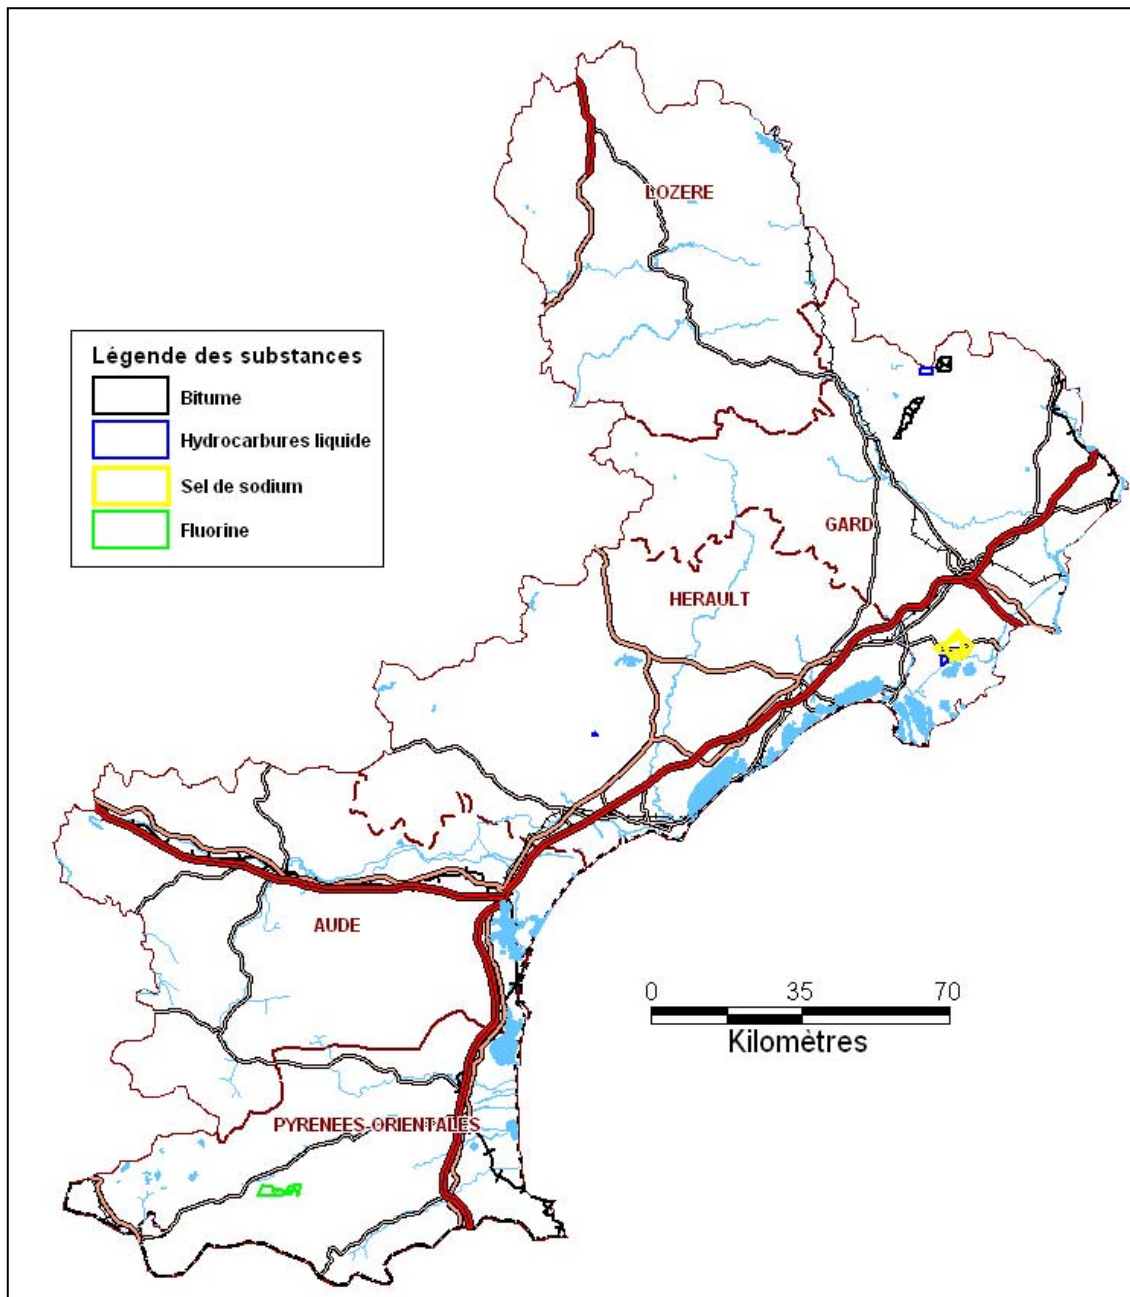 LOZERE
Légende des substances
Bitume
Hydrocarbures liquide
Sel de sodium
Fluorine
GARD
HERAULT
AUDE
0 35 70
Kilomètres
PYRENEES-ORIENTALES